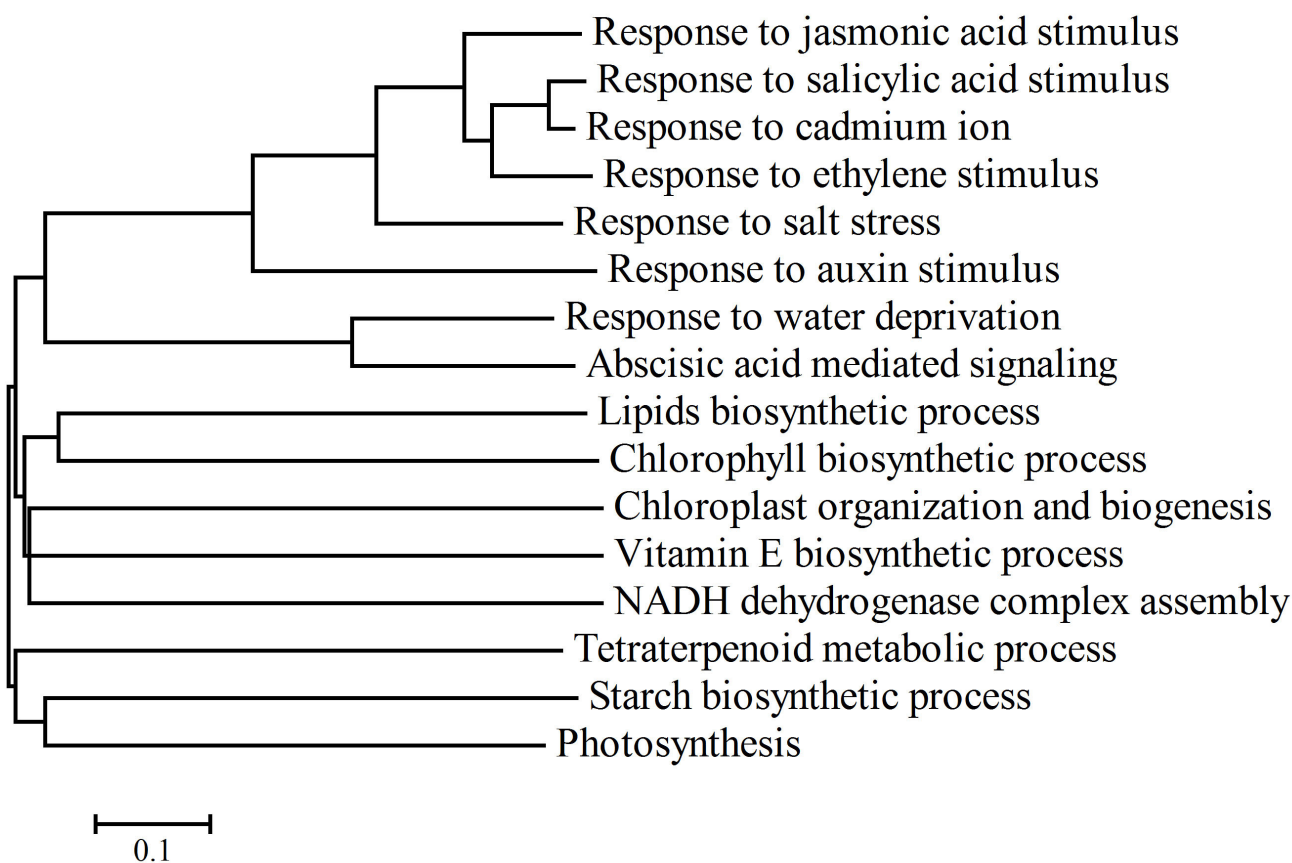 Response to jasmonic acid stimulus
Response to salicylic acid stimulus
Response to cadmium ion
Response to ethylene stimulus
Response to salt stress
Response to auxin stimulus
Response to water deprivation
Abscisic acid mediated signaling
Lipids biosynthetic process
Chlorophyll biosynthetic process
Chloroplast organization and biogenesis
Vitamin E biosynthetic process
NADH dehydrogenase complex assembly
Tetraterpenoid metabolic process
Starch biosynthetic process
Photosynthesis
0.1